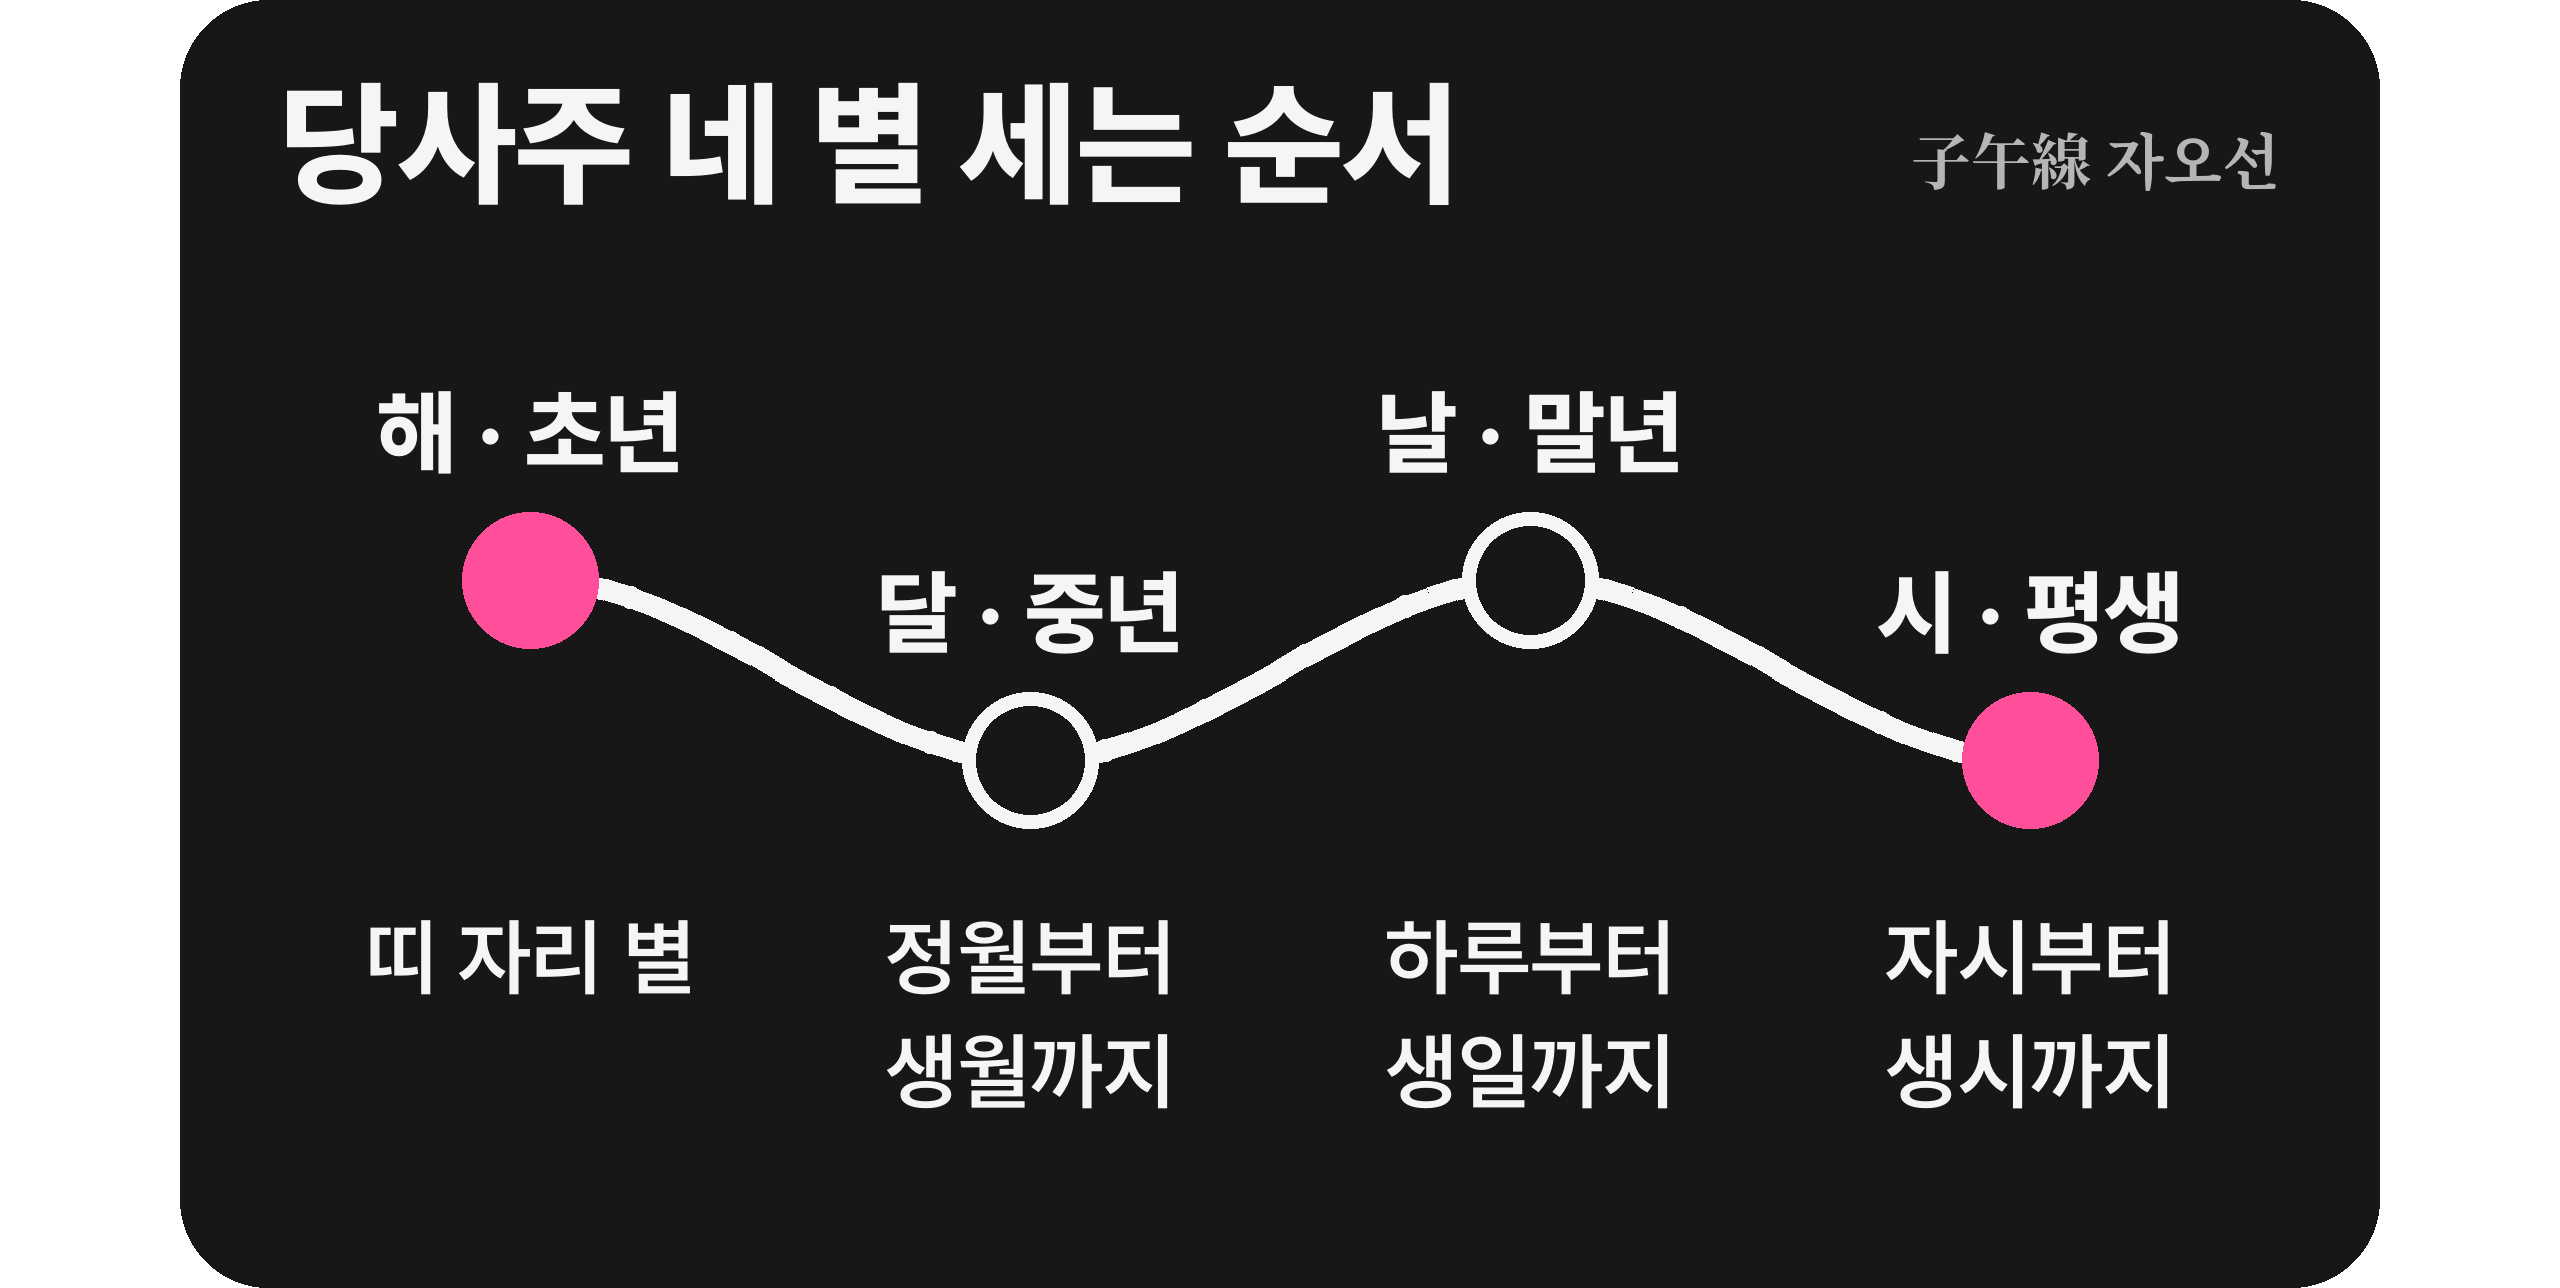 당사주 네 별 세는 순서
子午線 자오선
해 · 초년
달 · 중년
날 · 말년
시 · 평생
띠 자리 별
정월부터
생월까지
하루부터
생일까지
자시부터
생시까지